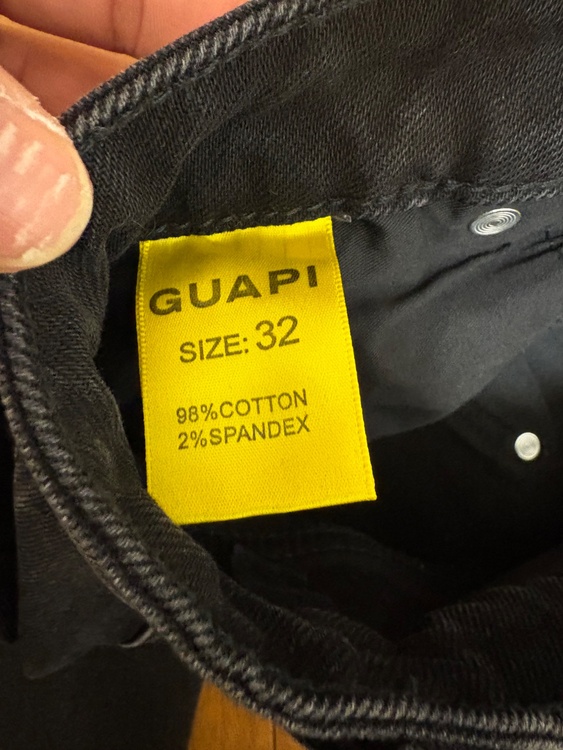 GUAPI
SIZE: 32
98%COTTON
2%SPANDEX